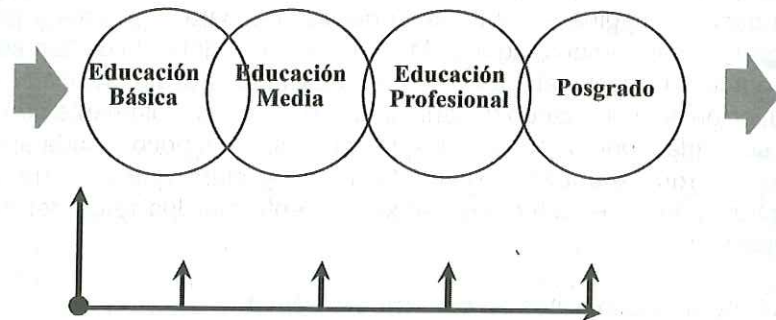 Educación
Básica
Educación
Media
Educación
Profesional
Posgrado